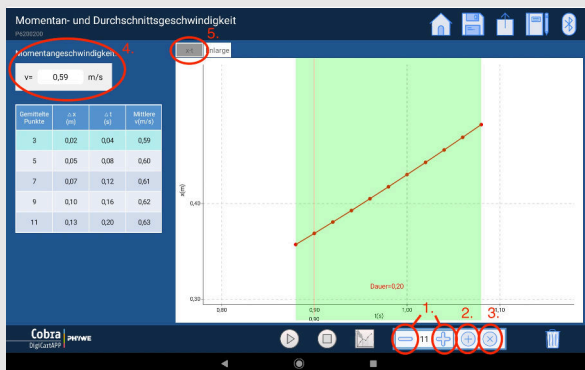 Momentan- und Durchschnittsgeschwindigkeit
P6200200
Momentangeschwindigkeit
4.
5.
x-t
Enlarge
v=
0,59
m/s
Gemittelte Punkte
△ x (m)
△ t (s)
Mittlere v(m/s)
3 0,02 0,04 0,59
5 0,05 0,08 0,60
7 0,07 0,12 0,61
9 0,10 0,16 0,62
11 0,13 0,20 0,63
x(m)
0,40
0,30
Dauer=0,20
0,80 0,90 1,00 1,10
0.90
t(s)
1. 2. 3.
11
Cobra
DigiCartAPP
PHYWE